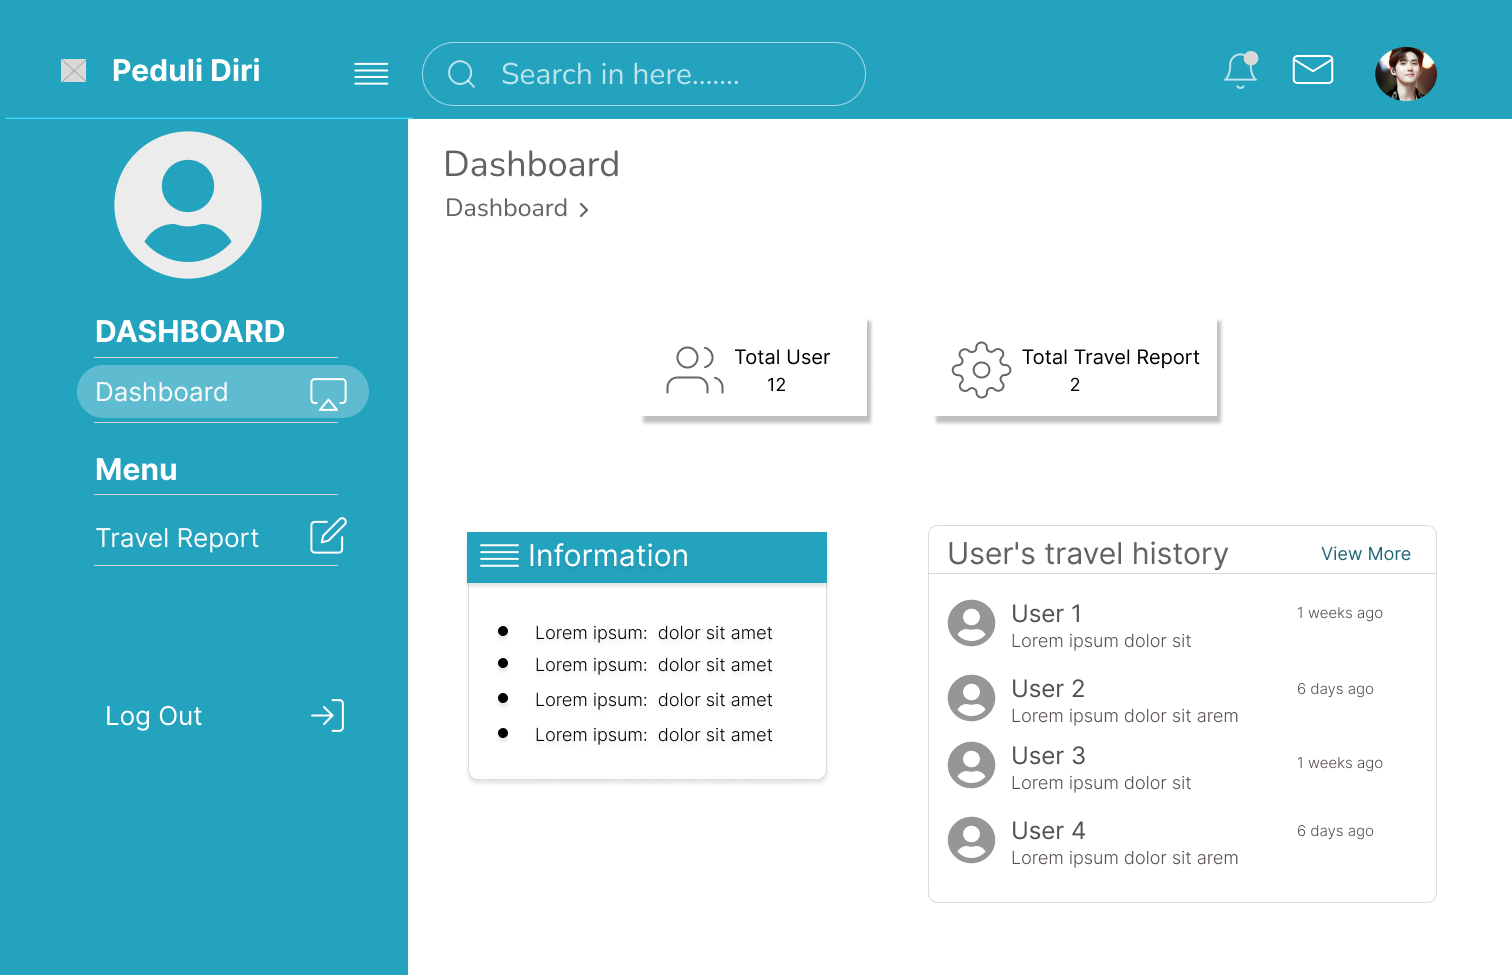 Peduli Diri
Search in here.......
DASHBOARD
Dashboard
Menu
Travel Report
Log Out
Dashboard
Dashboard >
Total User
12
Total Travel Report
2
Information
Lorem ipsum: dolor sit amet
Lorem ipsum: dolor sit amet
Lorem ipsum: dolor sit amet
Lorem ipsum: dolor sit amet
User's travel history View More
User 1 1 weeks ago
Lorem ipsum dolor sit
User 2 6 days ago
Lorem ipsum dolor sit arem
User 3 1 weeks ago
Lorem ipsum dolor sit
User 4 6 days ago
Lorem ipsum dolor sit arem